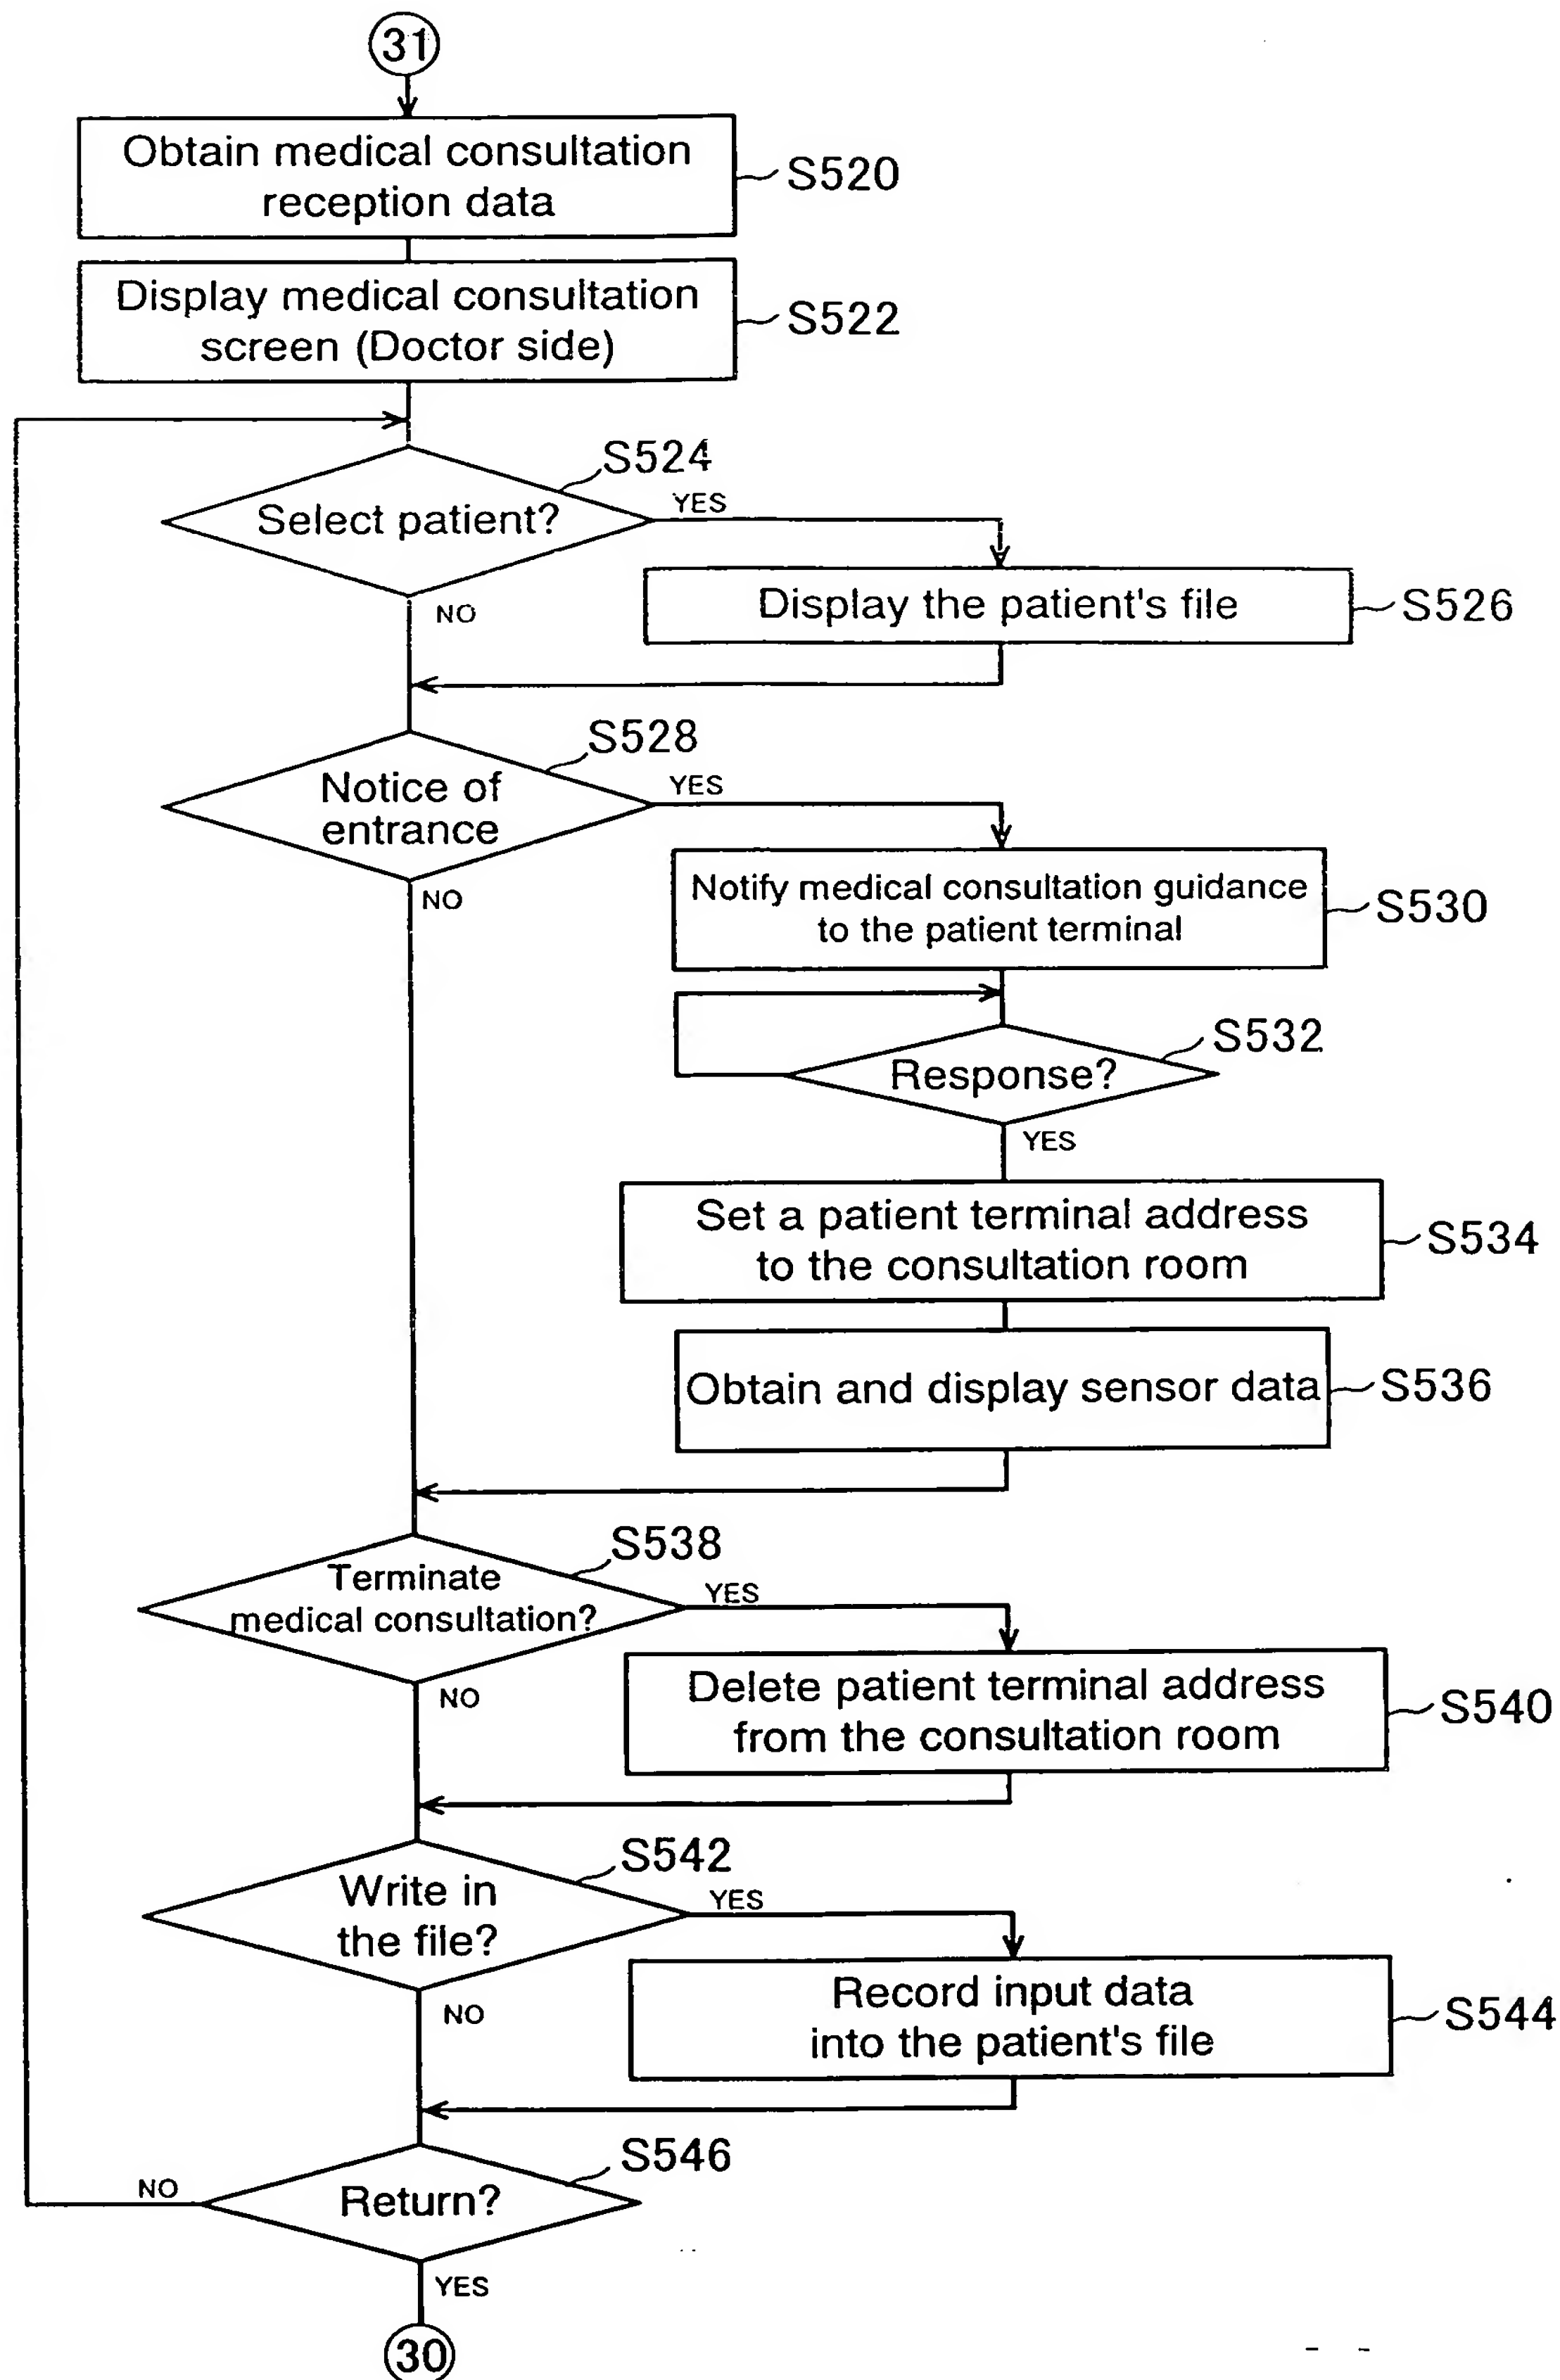 31
Obtain medical consultation
reception data
S520
Display medical consultation
screen (Doctor side)
S522
S524
Select patient?
YES
NO
Display the patient's file
S526
S528
Notice of
entrance
YES
NO
Notify medical consultation guidance
to the patient terminal
S530
S532
Response?
YES
Set a patient terminal address
to the consultation room
S534
Obtain and display sensor data
S536
S538
Terminate
medical consultation?
YES
NO
Delete patient terminal address
from the consultation room
S540
S542
Write in
the file?
YES
NO
Record input data
into the patient's file
S544
S546
Return?
NO
YES
30